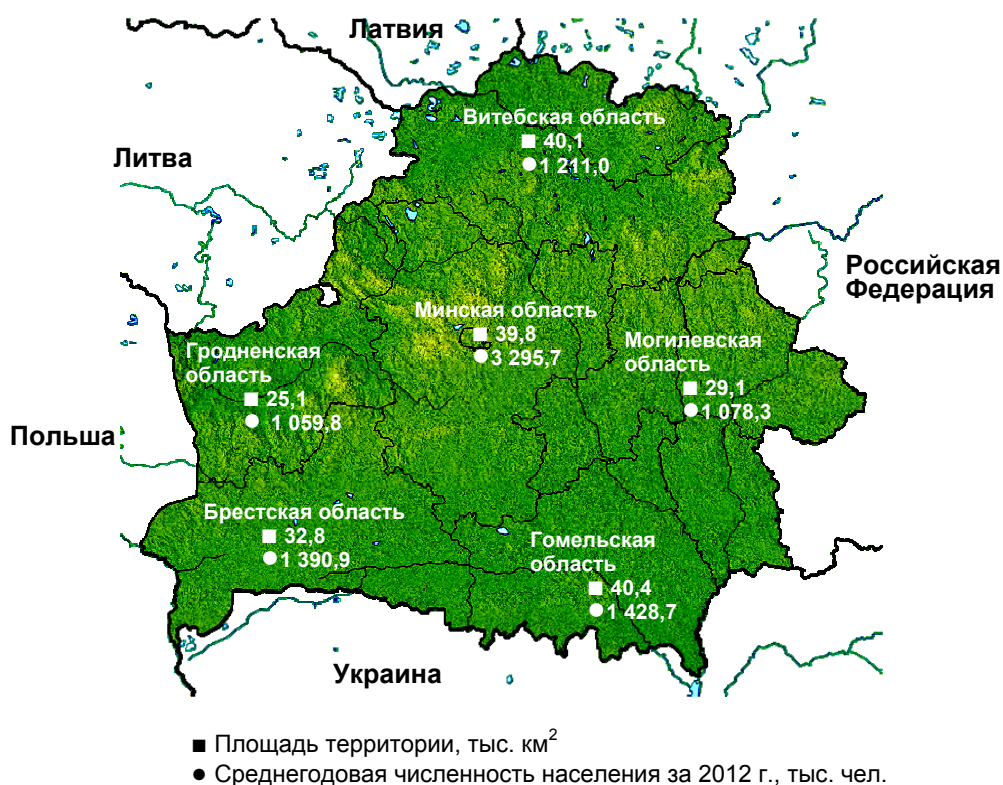 Латвия
Витебская область
■ 40,1
● 1 211,0
Литва
Российская
Федерация
Минская область
■ 39,8
● 3 295,7
Могилевская
область
■ 29,1
● 1 078,3
Гродненская
область
■ 25,1
● 1 059,8
Польша
Брестская область
■ 32,8
● 1 390,9
Гомельская
область
■ 40,4
● 1 428,7
Украина
■ Площадь территории, тыс. км²
● Среднегодовая численность населения за 2012 г., тыс. чел.